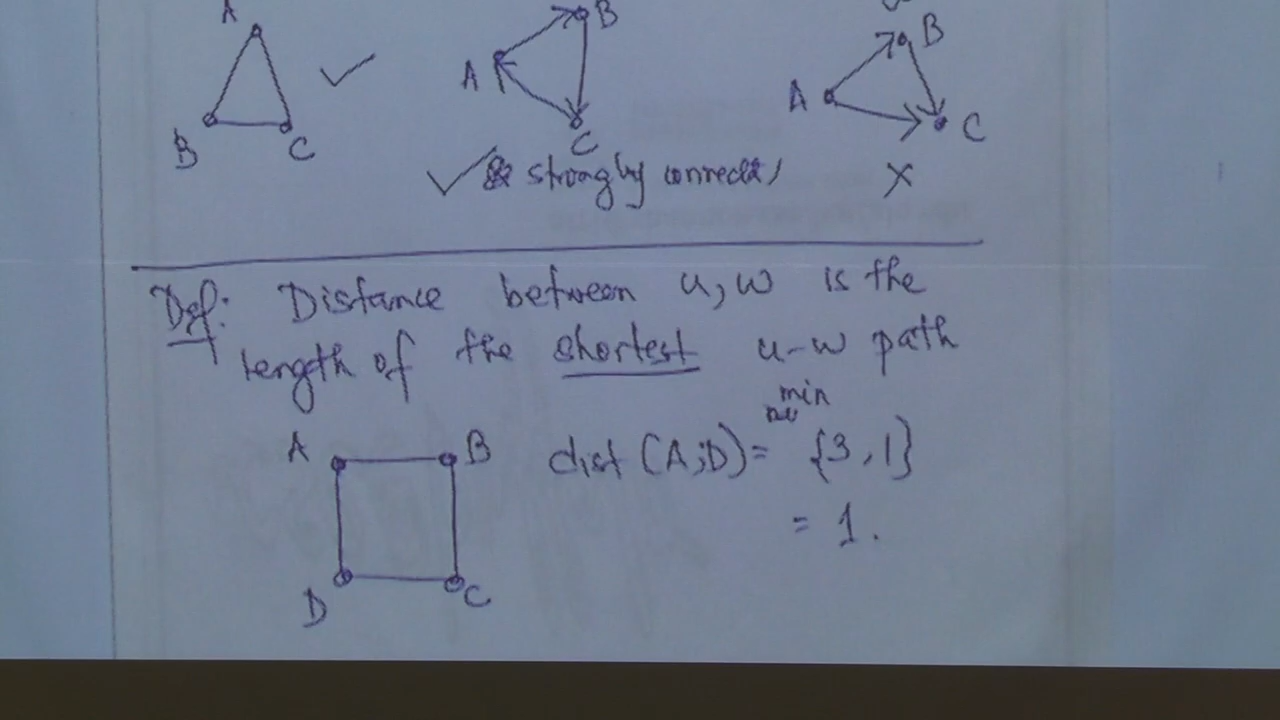 A
B
A
B
A
B
C
C
A
C
✓
✓ & strongly connected,
X
Def: Distance between u, w is the
length of the shortest u-w path
A
B
dist (A,D) = min {3, 1}
= 1.
D
C